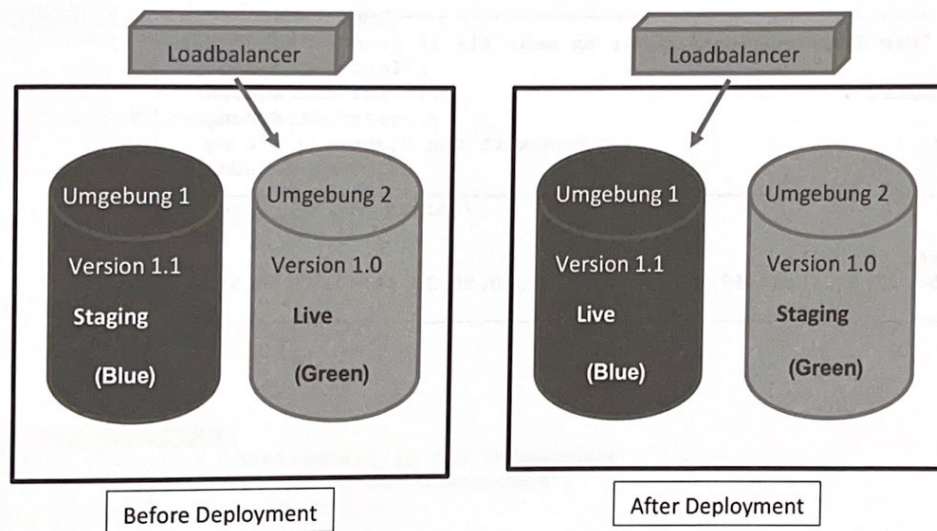 Loadbalancer
Umgebung 1
Version 1.1
Staging
(Blue)
Umgebung 2
Version 1.0
Live
(Green)
Before Deployment
Loadbalancer
Umgebung 1
Version 1.1
Live
(Blue)
Umgebung 2
Version 1.0
Staging
(Green)
After Deployment